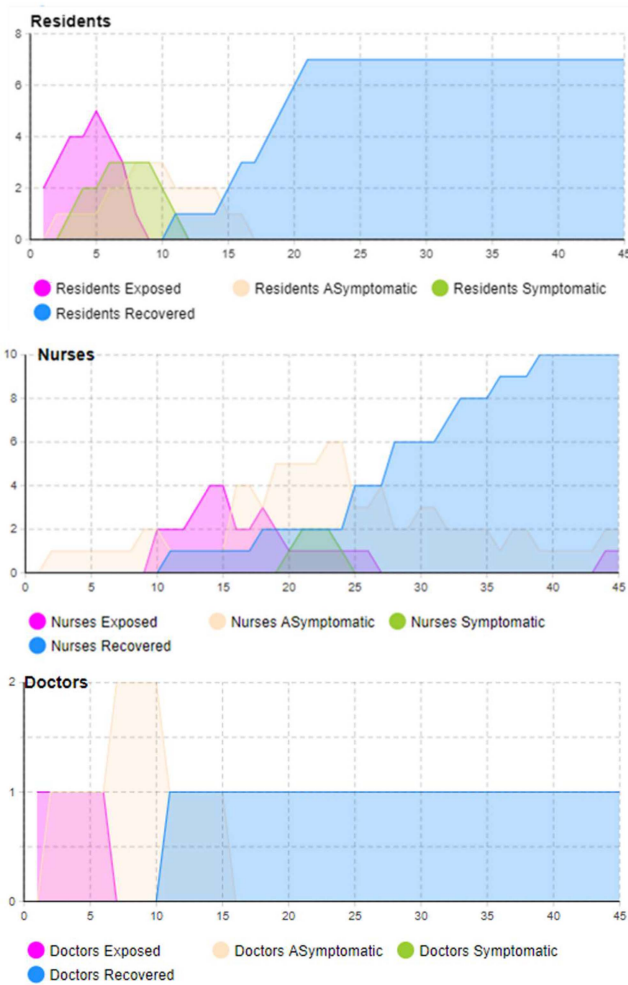 Residents
8
6
4
2
0
0 5 10 15 20 25 30 35 40 45
Residents Exposed Residents ASymptomatic Residents Symptomatic
Residents Recovered
Nurses
10
8
6
4
2
0
0 5 10 15 20 25 30 35 40 45
Nurses Exposed Nurses ASymptomatic Nurses Symptomatic
Nurses Recovered
Doctors
2
1
0
0 5 10 15 20 25 30 35 40 45
Doctors Exposed Doctors ASymptomatic Doctors Symptomatic
Doctors Recovered